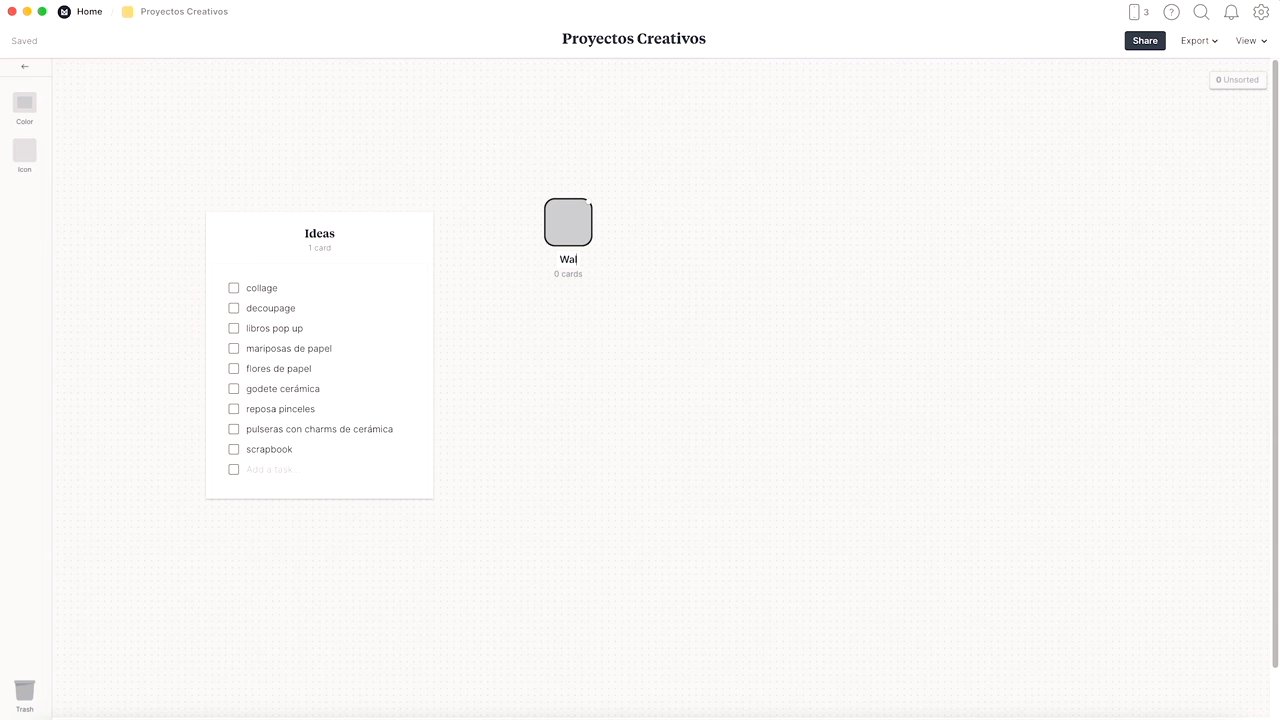 Home
Proyectos Creativos
3
Saved
Proyectos Creativos
Share
Export
View
0 Unsorted
Color
Icon
Ideas
1 card
collage
decoupage
libros pop up
mariposas de papel
flores de papel
godete cerámica
reposa pinceles
pulseras con charms de cerámica
scrapbook
Add a task...
Wal
0 cards
Trash